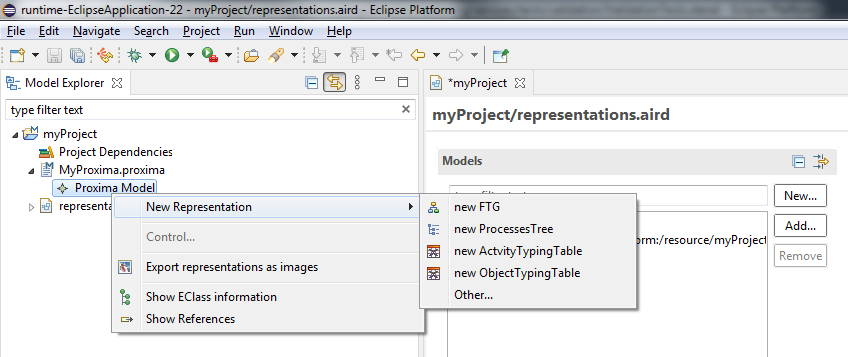 runtime-EclipseApplication-22 - myProject/representations.aird - Eclipse Platform
File Edit Navigate Search Project Run Window Help
Model Explorer
*myProject
type filter text
myProject/representations.aird
myProject
Project Dependencies
MyProxima.proxima
Models
Proxima Model
New...
representa
New Representation
new FTG
Add...
new ProcessesTree
Control...
orm:/resource/myProject
new ActvityTypingTable
Remove
Export representations as images
new ObjectTypingTable
Show EClass information
Other...
Show References